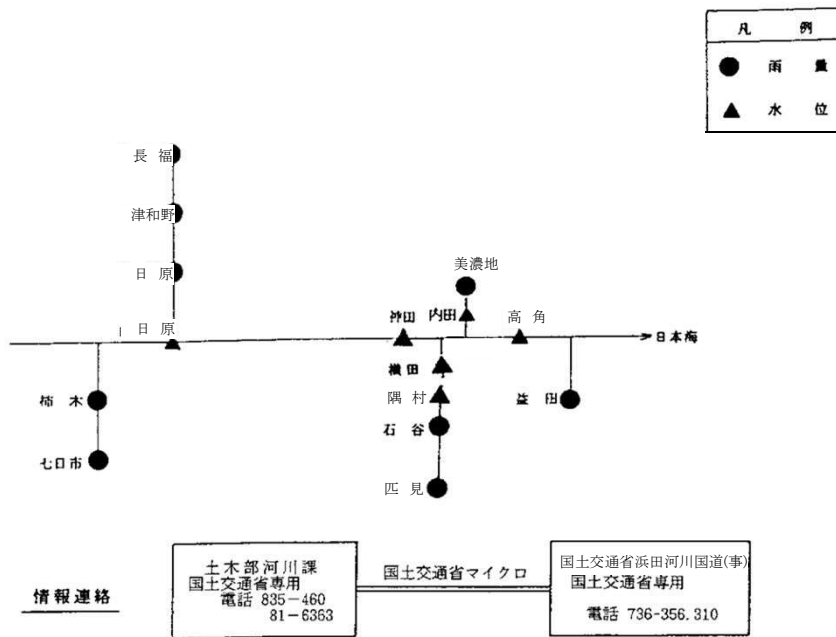 凡 例
● 雨 量
▲ 水 位
長 福
津和野
日 原
美濃地
日 原
神田
内田
高 角
日本海
横田
柿 木
隅 村
益 田
石 谷
七日市
匹 見
情報連絡
土木部河川課
国土交通省専用
電話 835-460
81-6363
国土交通省マイクロ
国土交通省浜田河川国道(事)
国土交通省専用
電話 736-356.310